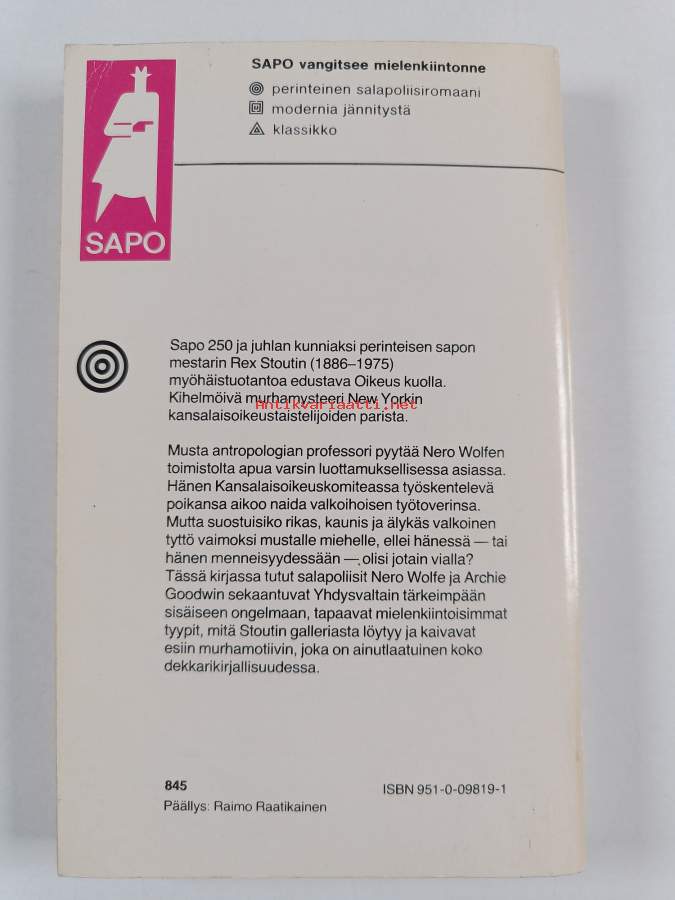 SAPO vangitsee mielenkiintonne
perinteinen salapoliisiromaani
modernia jännitystä
klassikko
SAPO
Sapo 250 ja juhlan kunniaksi perinteisen sapon
mestarin Rex Stoutin (1886–1975)
myöhäistuotantoa edustava Oikeus kuolla.
Kihelmöivä murhamysteeri New Yorkin
Antikvariaatti.net
kansalaisoikeustaistelijoiden parista.
Musta antropologian professori pyytää Nero Wolfen
toimistolta apua varsin luottamuksellisessa asiassa.
Hänen Kansalaisoikeuskomiteassa työskentelevä
poikansa aikoo naida valkoihoisen työtoverinsa.
Mutta suostuisiko rikas, kaunis ja älykäs valkoinen
tyttö vaimoksi mustalle miehelle, ellei hänessä — tai
hänen menneisyydessään — olisi jotain vialla?
Tässä kirjassa tutut salapoliisit Nero Wolfe ja Archie
Goodwin sekaantuvat Yhdysvaltain tärkeimpään
sisäiseen ongelmaan, tapaavat mielenkiintoisimmat
tyypit, mitä Stoutin galleriasta löytyy ja kaivavat
esiin murhamotiivin, joka on ainutlaatuinen koko
dekkarikirjallisuudessa.
845
ISBN 951-0-09819-1
Päällys: Raimo Raatikainen